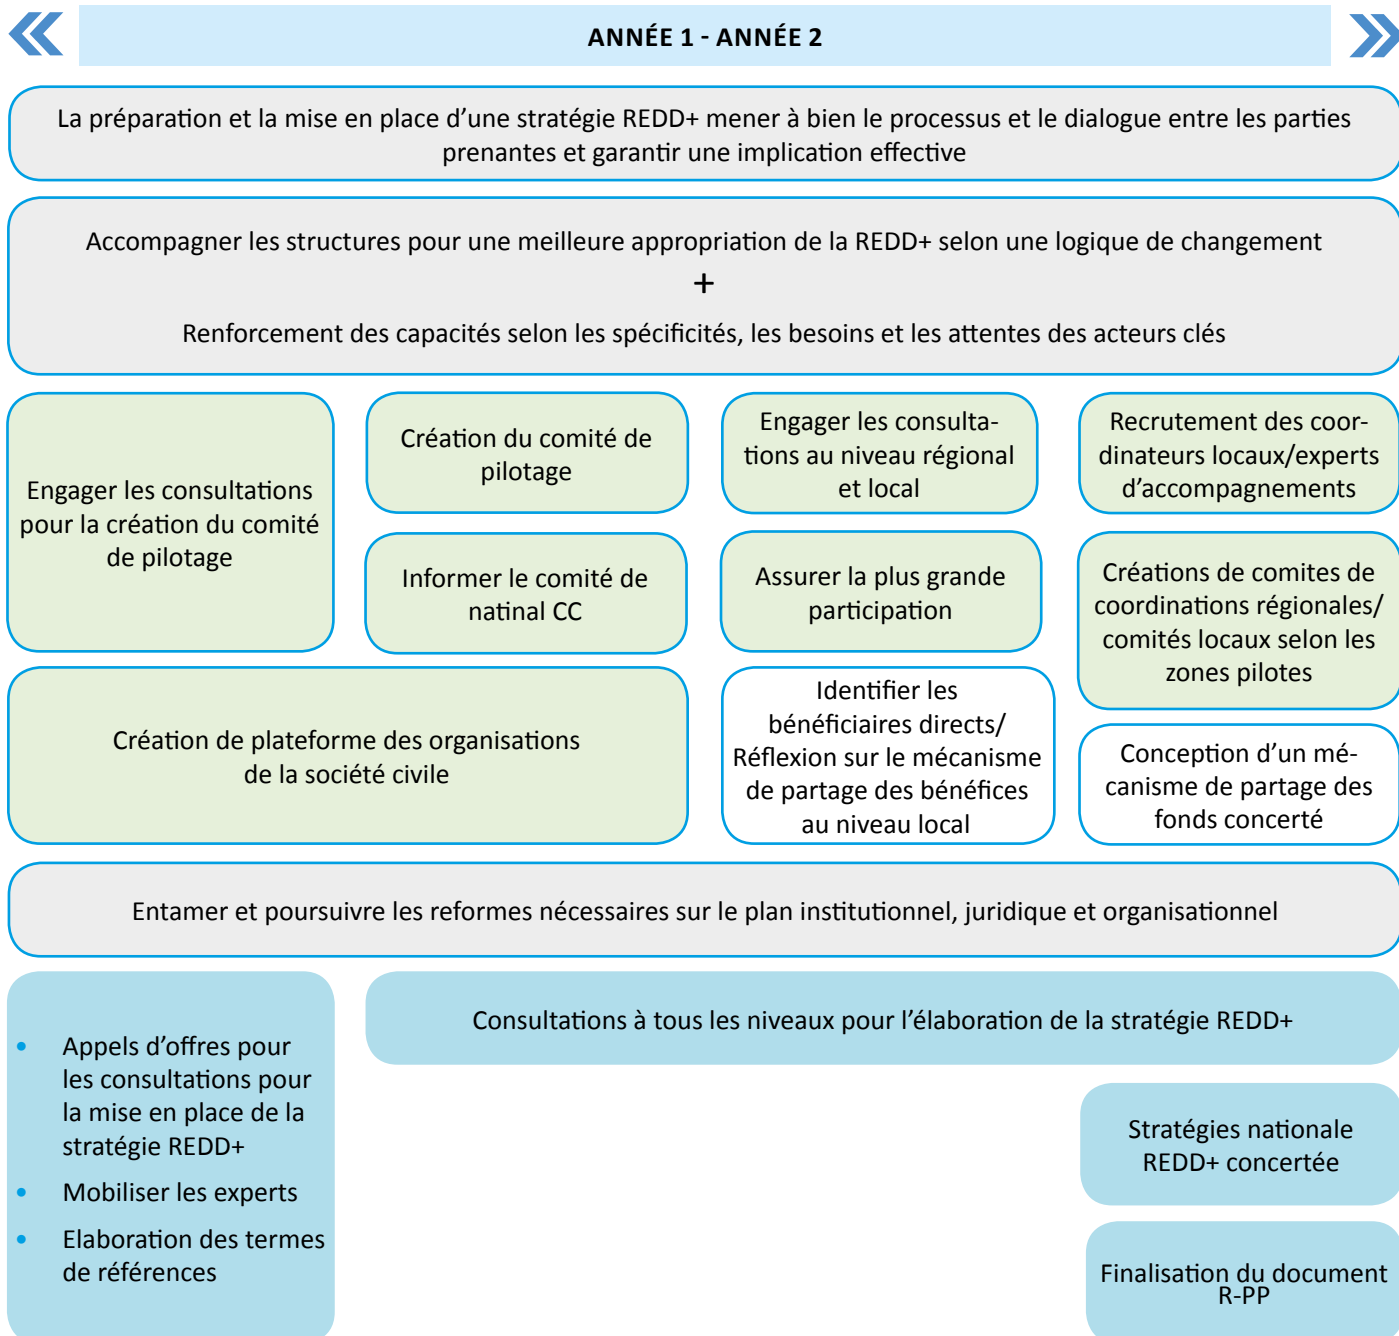 ANNÉE 1 - ANNÉE 2
La préparation et la mise en place d’une stratégie REDD+ mener à bien le processus et le dialogue entre les parties
prenantes et garantir une implication effective
Accompagner les structures pour une meilleure appropriation de la REDD+ selon une logique de changement
+
Renforcement des capacités selon les spécificités, les besoins et les attentes des acteurs clés
Engager les consultations
pour la création du comité
de pilotage
Création du comité de
pilotage
Informer le comité de
natinal CC
Engager les consulta-
tions au niveau régional
et local
Assurer la plus grande
participation
Recrutement des coor-
dinateurs locaux/experts
d’accompagnements
Créations de comites de
coordinations régionales/
comités locaux selon les
zones pilotes
Création de plateforme des organisations
de la société civile
Identifier les
bénéficiaires directs/
Réflexion sur le mécanisme
de partage des bénéfices
au niveau local
Conception d’un mé-
canisme de partage des
fonds concerté
Entamer et poursuivre les reformes nécessaires sur le plan institutionnel, juridique et organisationnel
• Appels d’offres pour
les consultations pour
la mise en place de la
stratégie REDD+
• Mobiliser les experts
• Elaboration des termes
de références
Consultations à tous les niveaux pour l’élaboration de la stratégie REDD+
Stratégies nationale
REDD+ concertée
Finalisation du document
R-PP